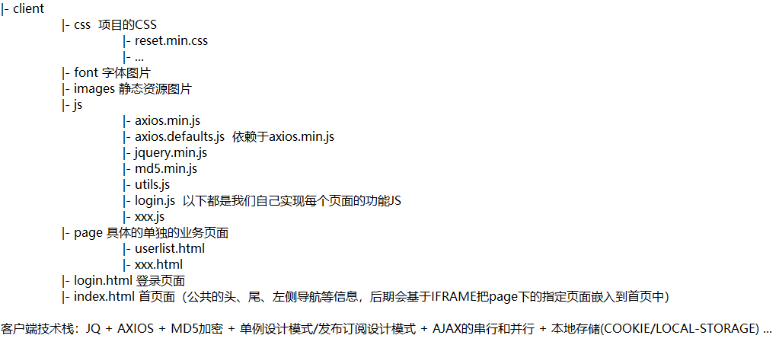 |- client
|- css 项目的CSS
|- reset.min.css
|- ...
|- font 字体图片
|- images 静态资源图片
|- js
|- axios.min.js
|- axios.defaults.js 依赖于axios.min.js
|- jquery.min.js
|- md5.min.js
|- utils.js
|- login.js 以下都是我们自己实现每个页面的功能JS
|- xxx.js
|- page 具体的单独的业务页面
|- userlist.html
|- xxx.html
|- login.html 登录页面
|- index.html 首页面（公共的头、尾、左侧导航等信息，后期会基于IFRAME把page下的指定页面嵌入到首页中）
客户端技术栈：JQ + AXIOS + MD5加密 + 单例设计模式/发布订阅设计模式 + AJAX的串行和并行 + 本地存储(COOKIE/LOCAL-STORAGE) ...